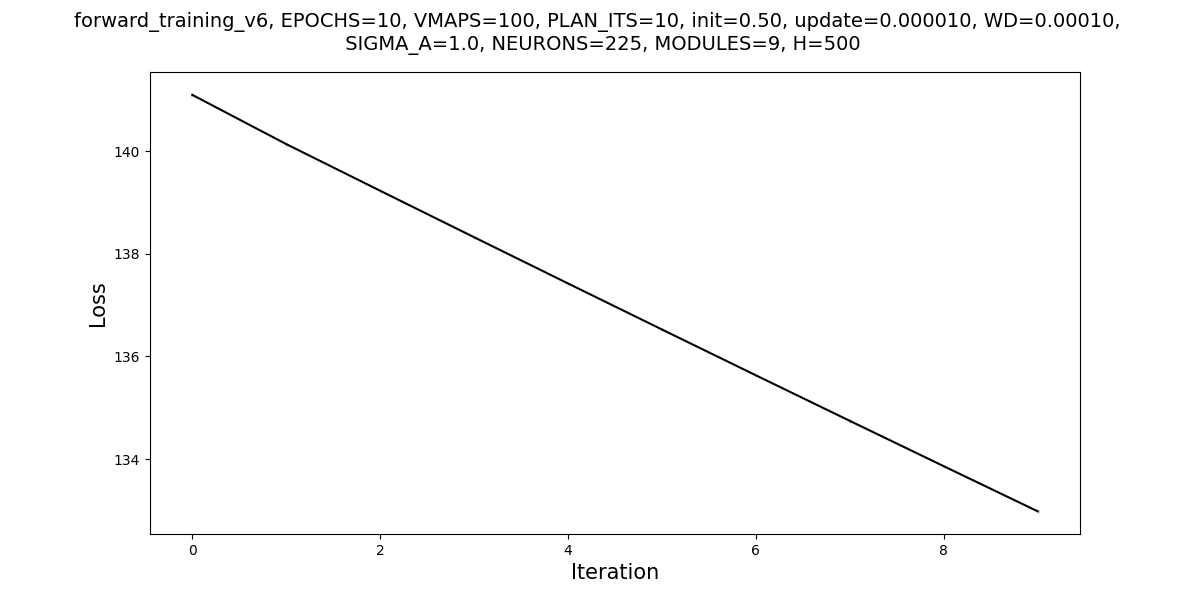 forward_training_v6, EPOCHS=10, VMAPS=100, PLAN_ITS=10, init=0.50, update=0.000010, WD=0.00010,
SIGMA_A=1.0, NEURONS=225, MODULES=9, H=500
140
138
136
134
Loss
0 2 4 6 8
Iteration